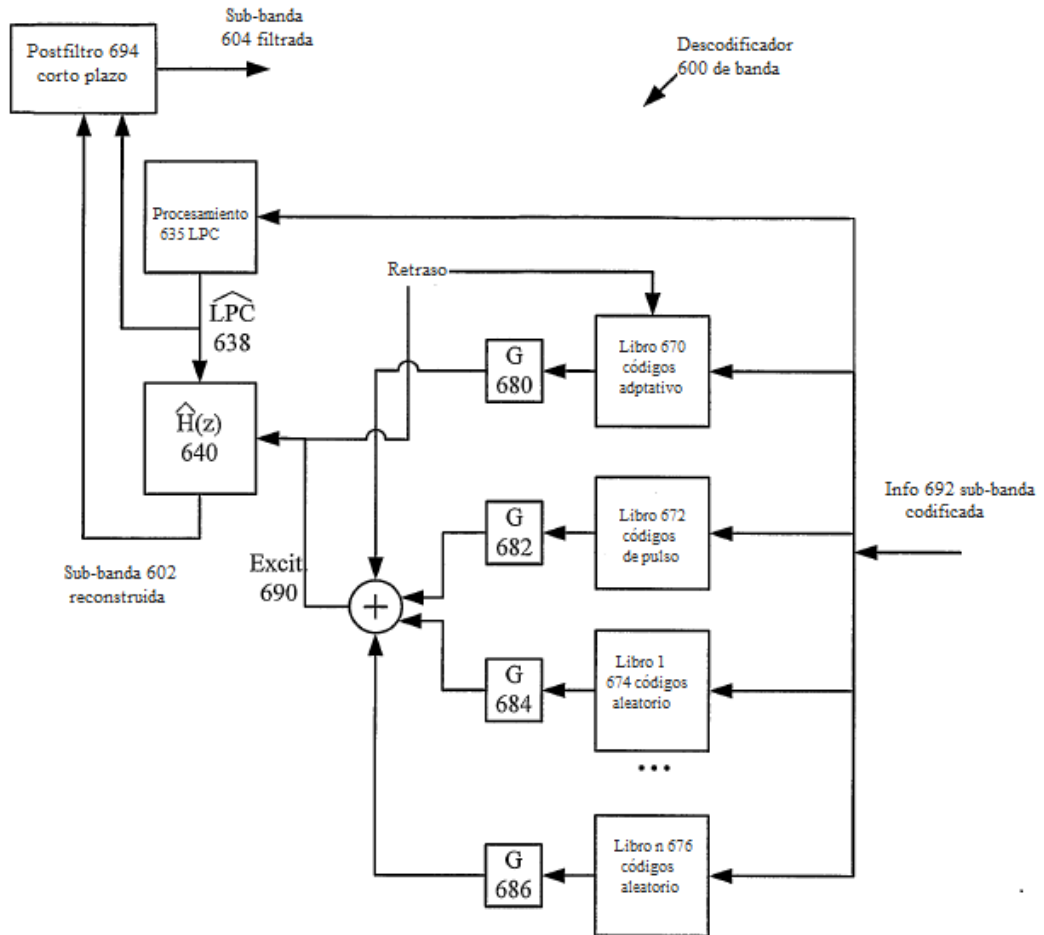 Sub-banda
604 filtrada
Postfiltro 694
corto plazo
Descodificador
600 de banda
Procesamiento
635 LPC
Retraso
LPC
638
G
680
Libro 670
códigos
adptativo
Ĥ(z)
640
Info 692 sub-banda
codificada
G
682
Libro 672
códigos
de pulso
Sub-banda 602
reconstruida
Excit.
690
+
G
684
Libro 1
674 códigos
aleatorio
...
G
686
Libro n 676
códigos
aleatorio